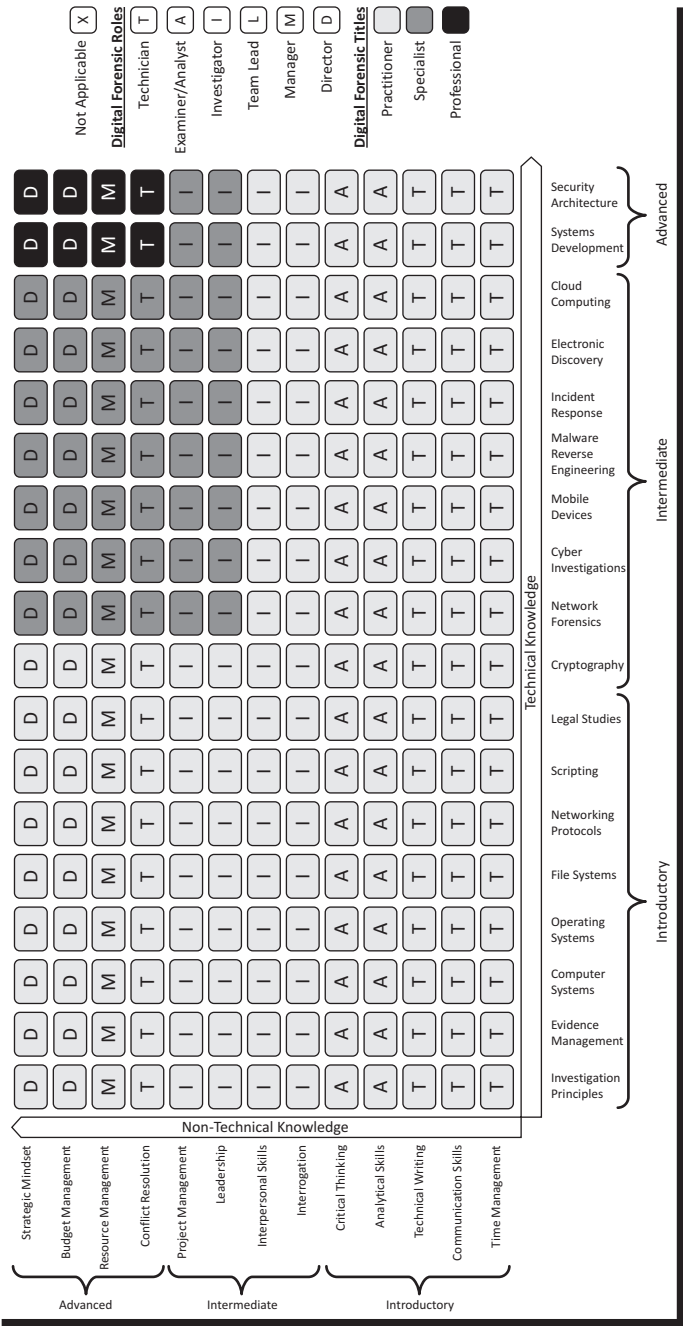 Not Applicable X
Digital Forensic Roles
Technician T
Examiner/Analyst A
Investigator I
Team Lead L
Manager M
Director D
Digital Forensic Titles
Practitioner
Specialist
Professional
Non-Technical Knowledge
Advanced
Strategic Mindset D D D D D D D D D D D D D D D D D D
Budget Management D D D D D D D D D D D D D D D D D D
Resource Management M M M M M M M M M M M M M M M M M M
Conflict Resolution T T T T T T T T T T T T T T T T T T
Intermediate
Project Management I I I I I I I I I I I I I I I I I I
Leadership I I I I I I I I I I I I I I I I I I
Interpersonal Skills I I I I I I I I I I I I I I I I I I
Interrogation I I I I I I I I I I I I I I I I I I
Introductory
Critical Thinking A A A A A A A A A A A A A A A A A A
Analytical Skills A A A A A A A A A A A A A A A A A A
Technical Writing T T T T T T T T T T T T T T T T T T
Communication Skills T T T T T T T T T T T T T T T T T T
Time Management T T T T T T T T T T T T T T T T T T
Technical Knowledge
Investigation
Principles
Evidence
Management
Computer
Systems
Operating
Systems
File Systems
Networking
Protocols
Scripting
Legal Studies
Introductory
Cryptography
Network
Forensics
Cyber
Investigations
Mobile
Devices
Malware
Reverse
Engineering
Incident
Response
Electronic
Discovery
Cloud
Computing
Intermediate
Systems
Development
Security
Architecture
Advanced